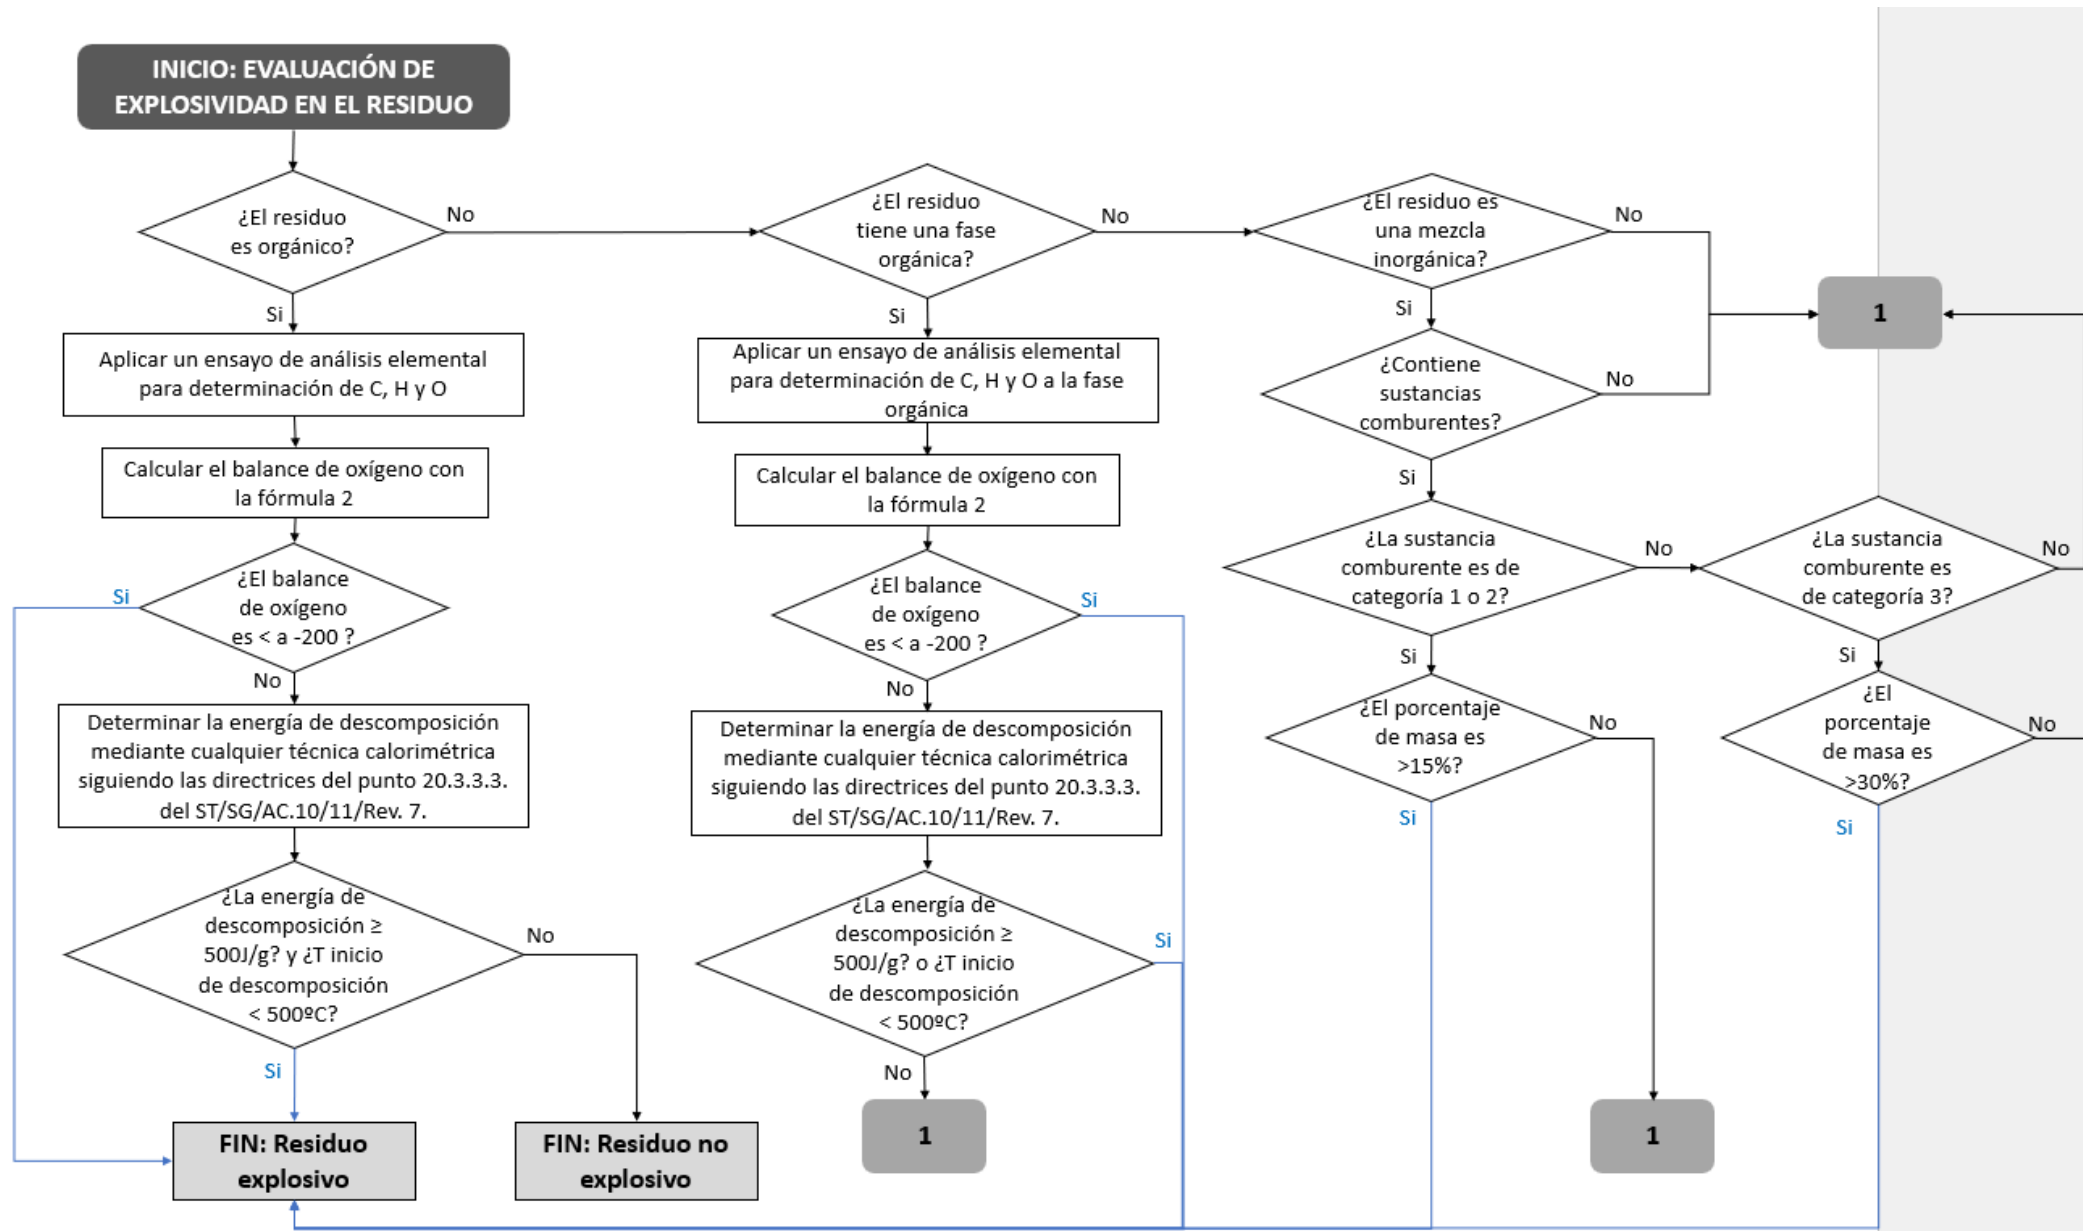 INICIO: EVALUACIÓN DE
EXPLOSIVIDAD EN EL RESIDUO
¿El residuo
es orgánico?
No
Si
Aplicar un ensayo de análisis elemental
para determinación de C, H y O
Calcular el balance de oxígeno con
la fórmula 2
¿El balance
de oxígeno
es < a -200 ?
Si
No
Determinar la energía de descomposición
mediante cualquier técnica calorimétrica
siguiendo las directrices del punto 20.3.3.3.
del ST/SG/AC.10/11/Rev. 7.
¿La energía de
descomposición ≥
500J/g? y ¿T inicio
de descomposición
< 500ºC?
No
Si
FIN: Residuo
explosivo
FIN: Residuo no
explosivo
¿El residuo
tiene una fase
orgánica?
No
Si
Aplicar un ensayo de análisis elemental
para determinación de C, H y O a la fase
orgánica
Calcular el balance de oxígeno con
la fórmula 2
¿El balance
de oxígeno
es < a -200 ?
Si
No
Determinar la energía de descomposición
mediante cualquier técnica calorimétrica
siguiendo las directrices del punto 20.3.3.3.
del ST/SG/AC.10/11/Rev. 7.
¿La energía de
descomposición ≥
500J/g? o ¿T inicio
de descomposición
< 500ºC?
Si
No
1
¿El residuo es
una mezcla
inorgánica?
No
Si
¿Contiene
sustancias
comburentes?
No
Si
1
¿La sustancia
comburente es de
categoría 1 o 2?
No
Si
¿El porcentaje
de masa es
>15%?
No
Si
1
¿La sustancia
comburente es
de categoría 3?
No
Si
¿El
porcentaje
de masa es
>30%?
No
Si